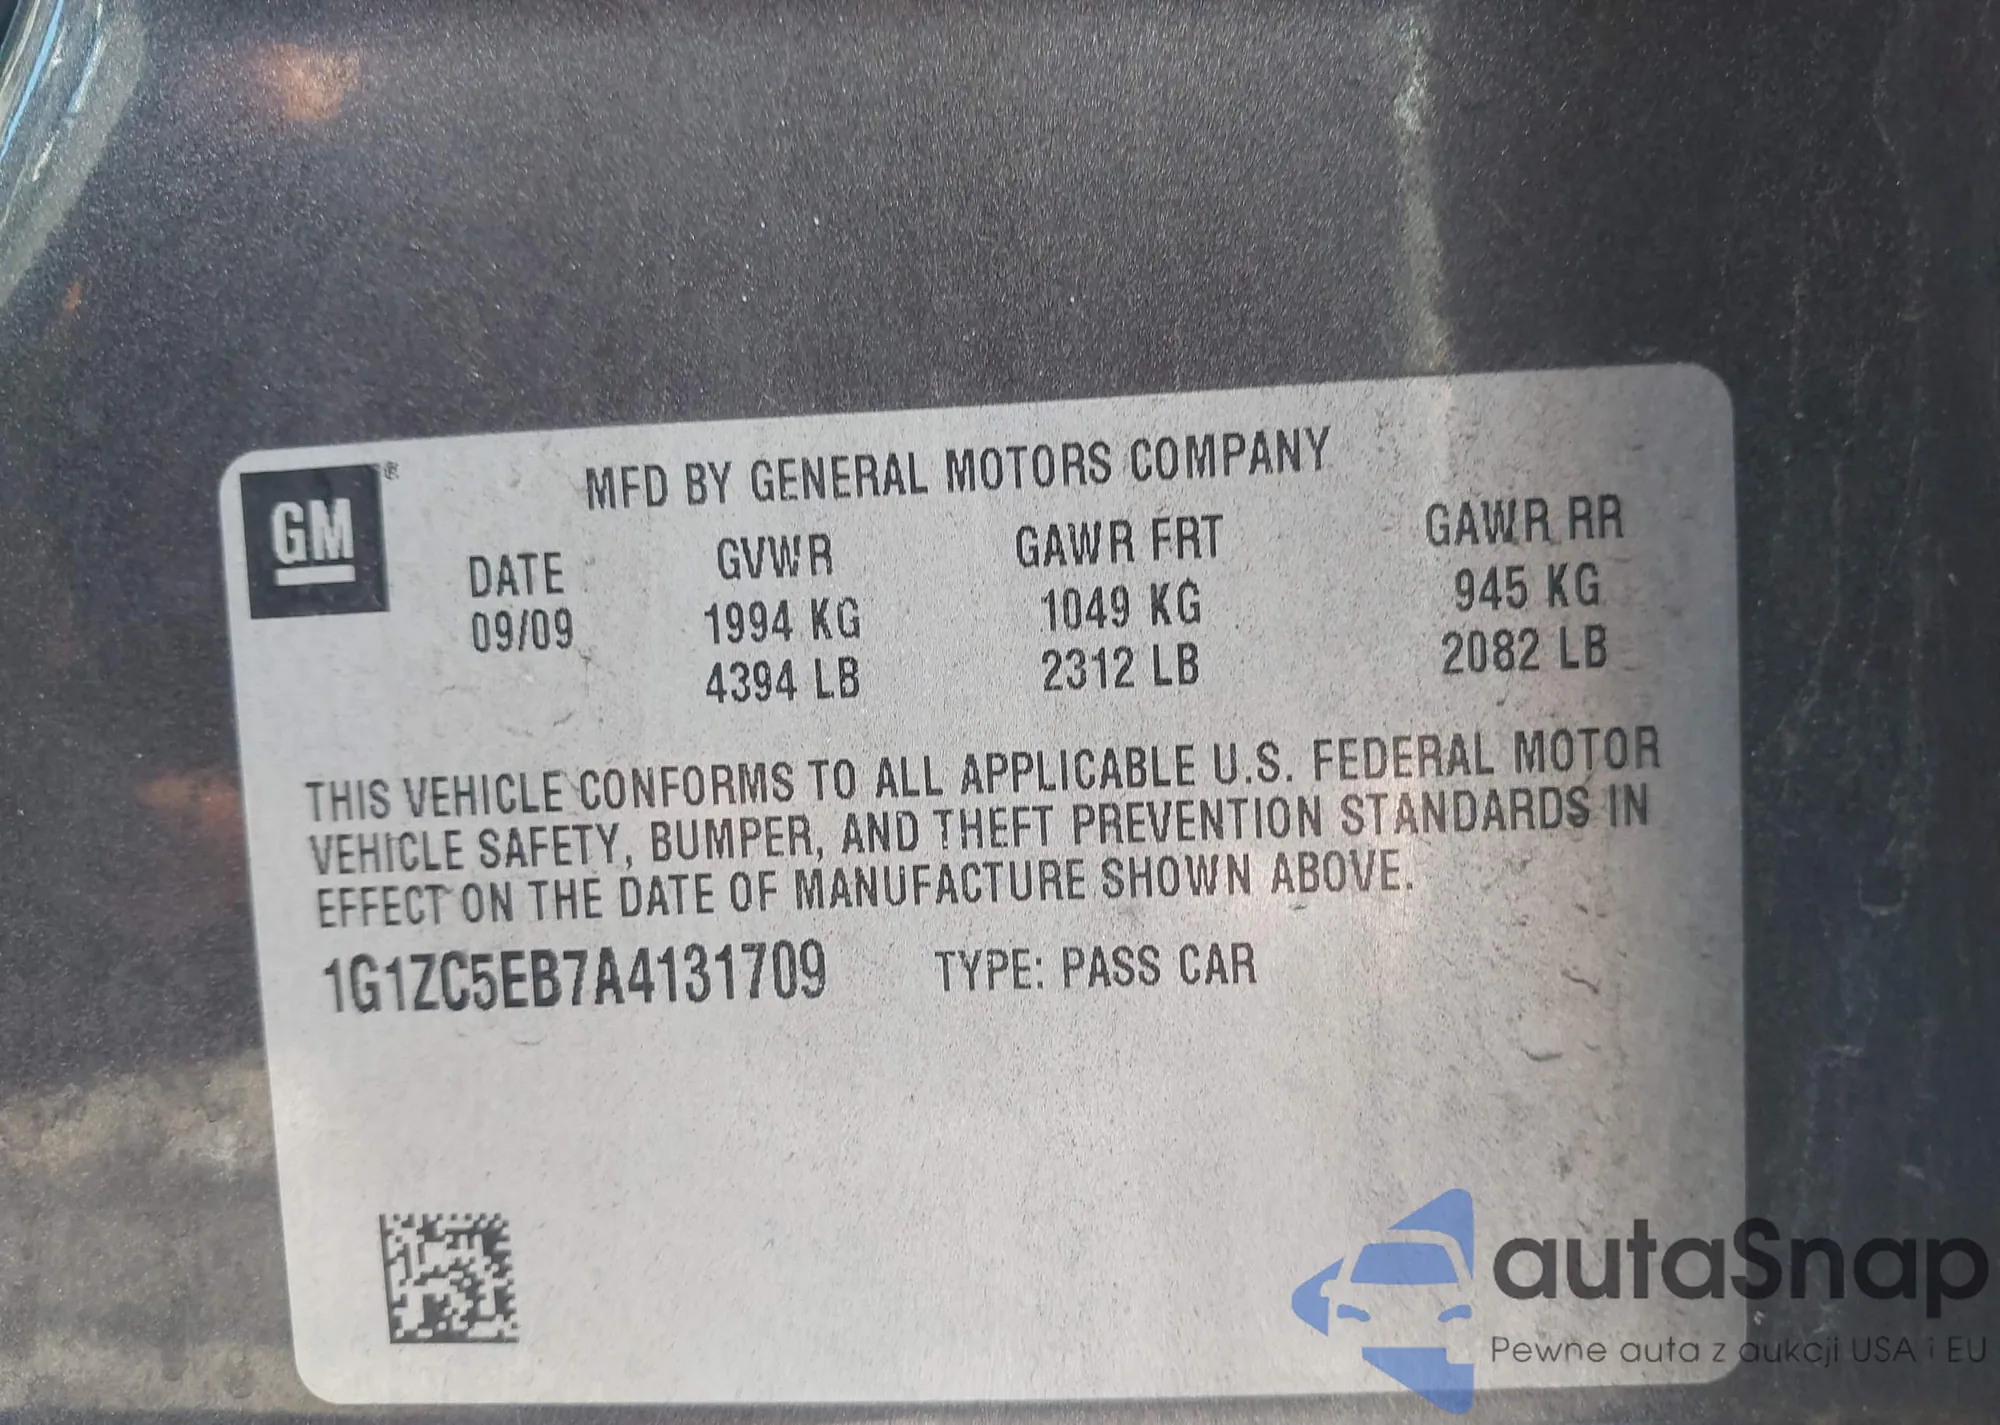 GM ®
MFD BY GENERAL MOTORS COMPANY
DATE GVWR GAWR FRT GAWR RR
09/09 1994 KG 1049 KG 945 KG
4394 LB 2312 LB 2082 LB
THIS VEHICLE CONFORMS TO ALL APPLICABLE U.S. FEDERAL MOTOR
VEHICLE SAFETY, BUMPER, AND THEFT PREVENTION STANDARDS IN
EFFECT ON THE DATE OF MANUFACTURE SHOWN ABOVE.
1G1ZC5EB7A4131709 TYPE: PASS CAR
autaSnap
Pewne auta z aukcji USA i EU